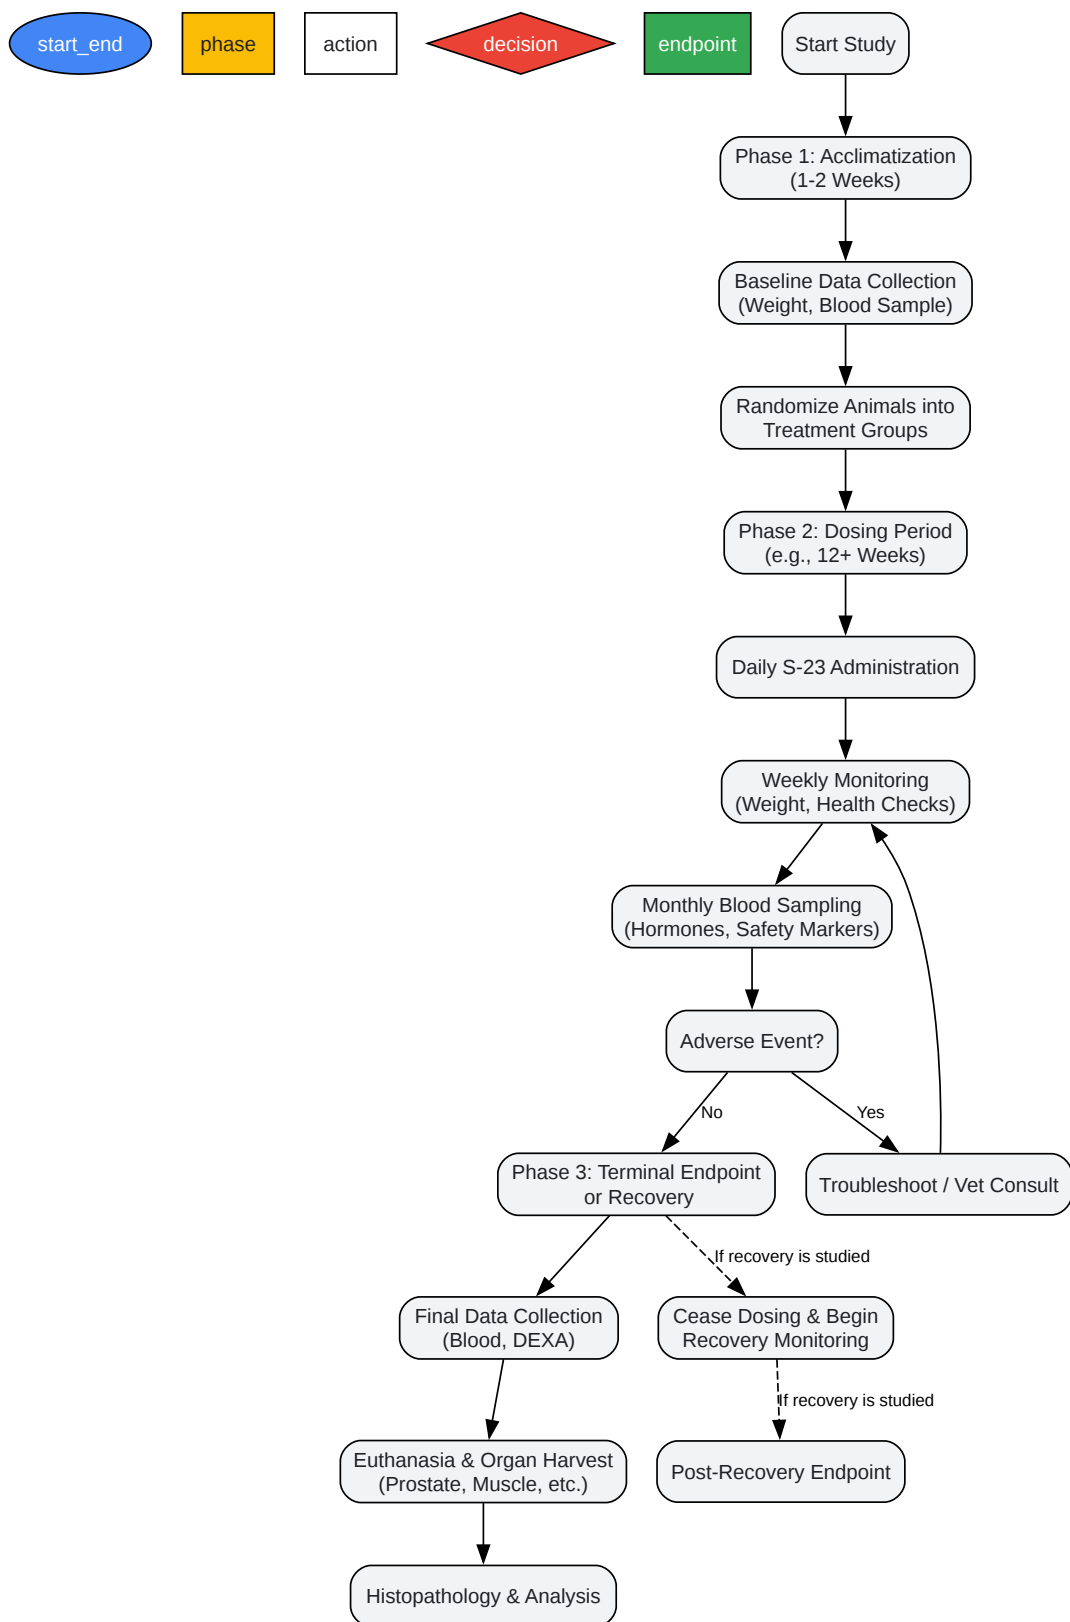 start_end
phase
action
decision
endpoint
Start Study
Phase 1: Acclimatization
(1-2 Weeks)
Baseline Data Collection
(Weight, Blood Sample)
Randomize Animals into
Treatment Groups
Phase 2: Dosing Period
(e.g., 12+ Weeks)
Daily S-23 Administration
Weekly Monitoring
(Weight, Health Checks)
Monthly Blood Sampling
(Hormones, Safety Markers)
Adverse Event?
No
Yes
Phase 3: Terminal Endpoint
or Recovery
Troubleshoot / Vet Consult
If recovery is studied
Final Data Collection
(Blood, DEXA)
Cease Dosing & Begin
Recovery Monitoring
If recovery is studied
Euthanasia & Organ Harvest
(Prostate, Muscle, etc.)
Post-Recovery Endpoint
Histopathology & Analysis